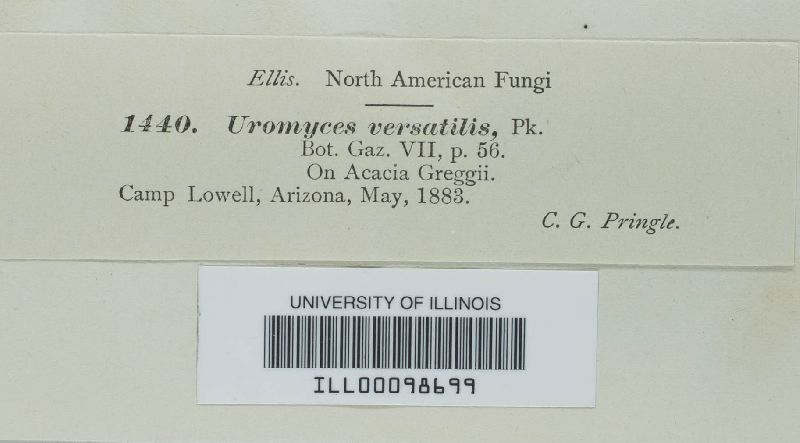 Ellis. North American Fungi
1440. Uromyces versatilis, Pk.
Bot. Gaz. VII, p. 56.
On Acacia Greggii.
Camp Lowell, Arizona, May, 1883.
C. G. Pringle.
UNIVERSITY OF ILLINOIS
ILL00098699